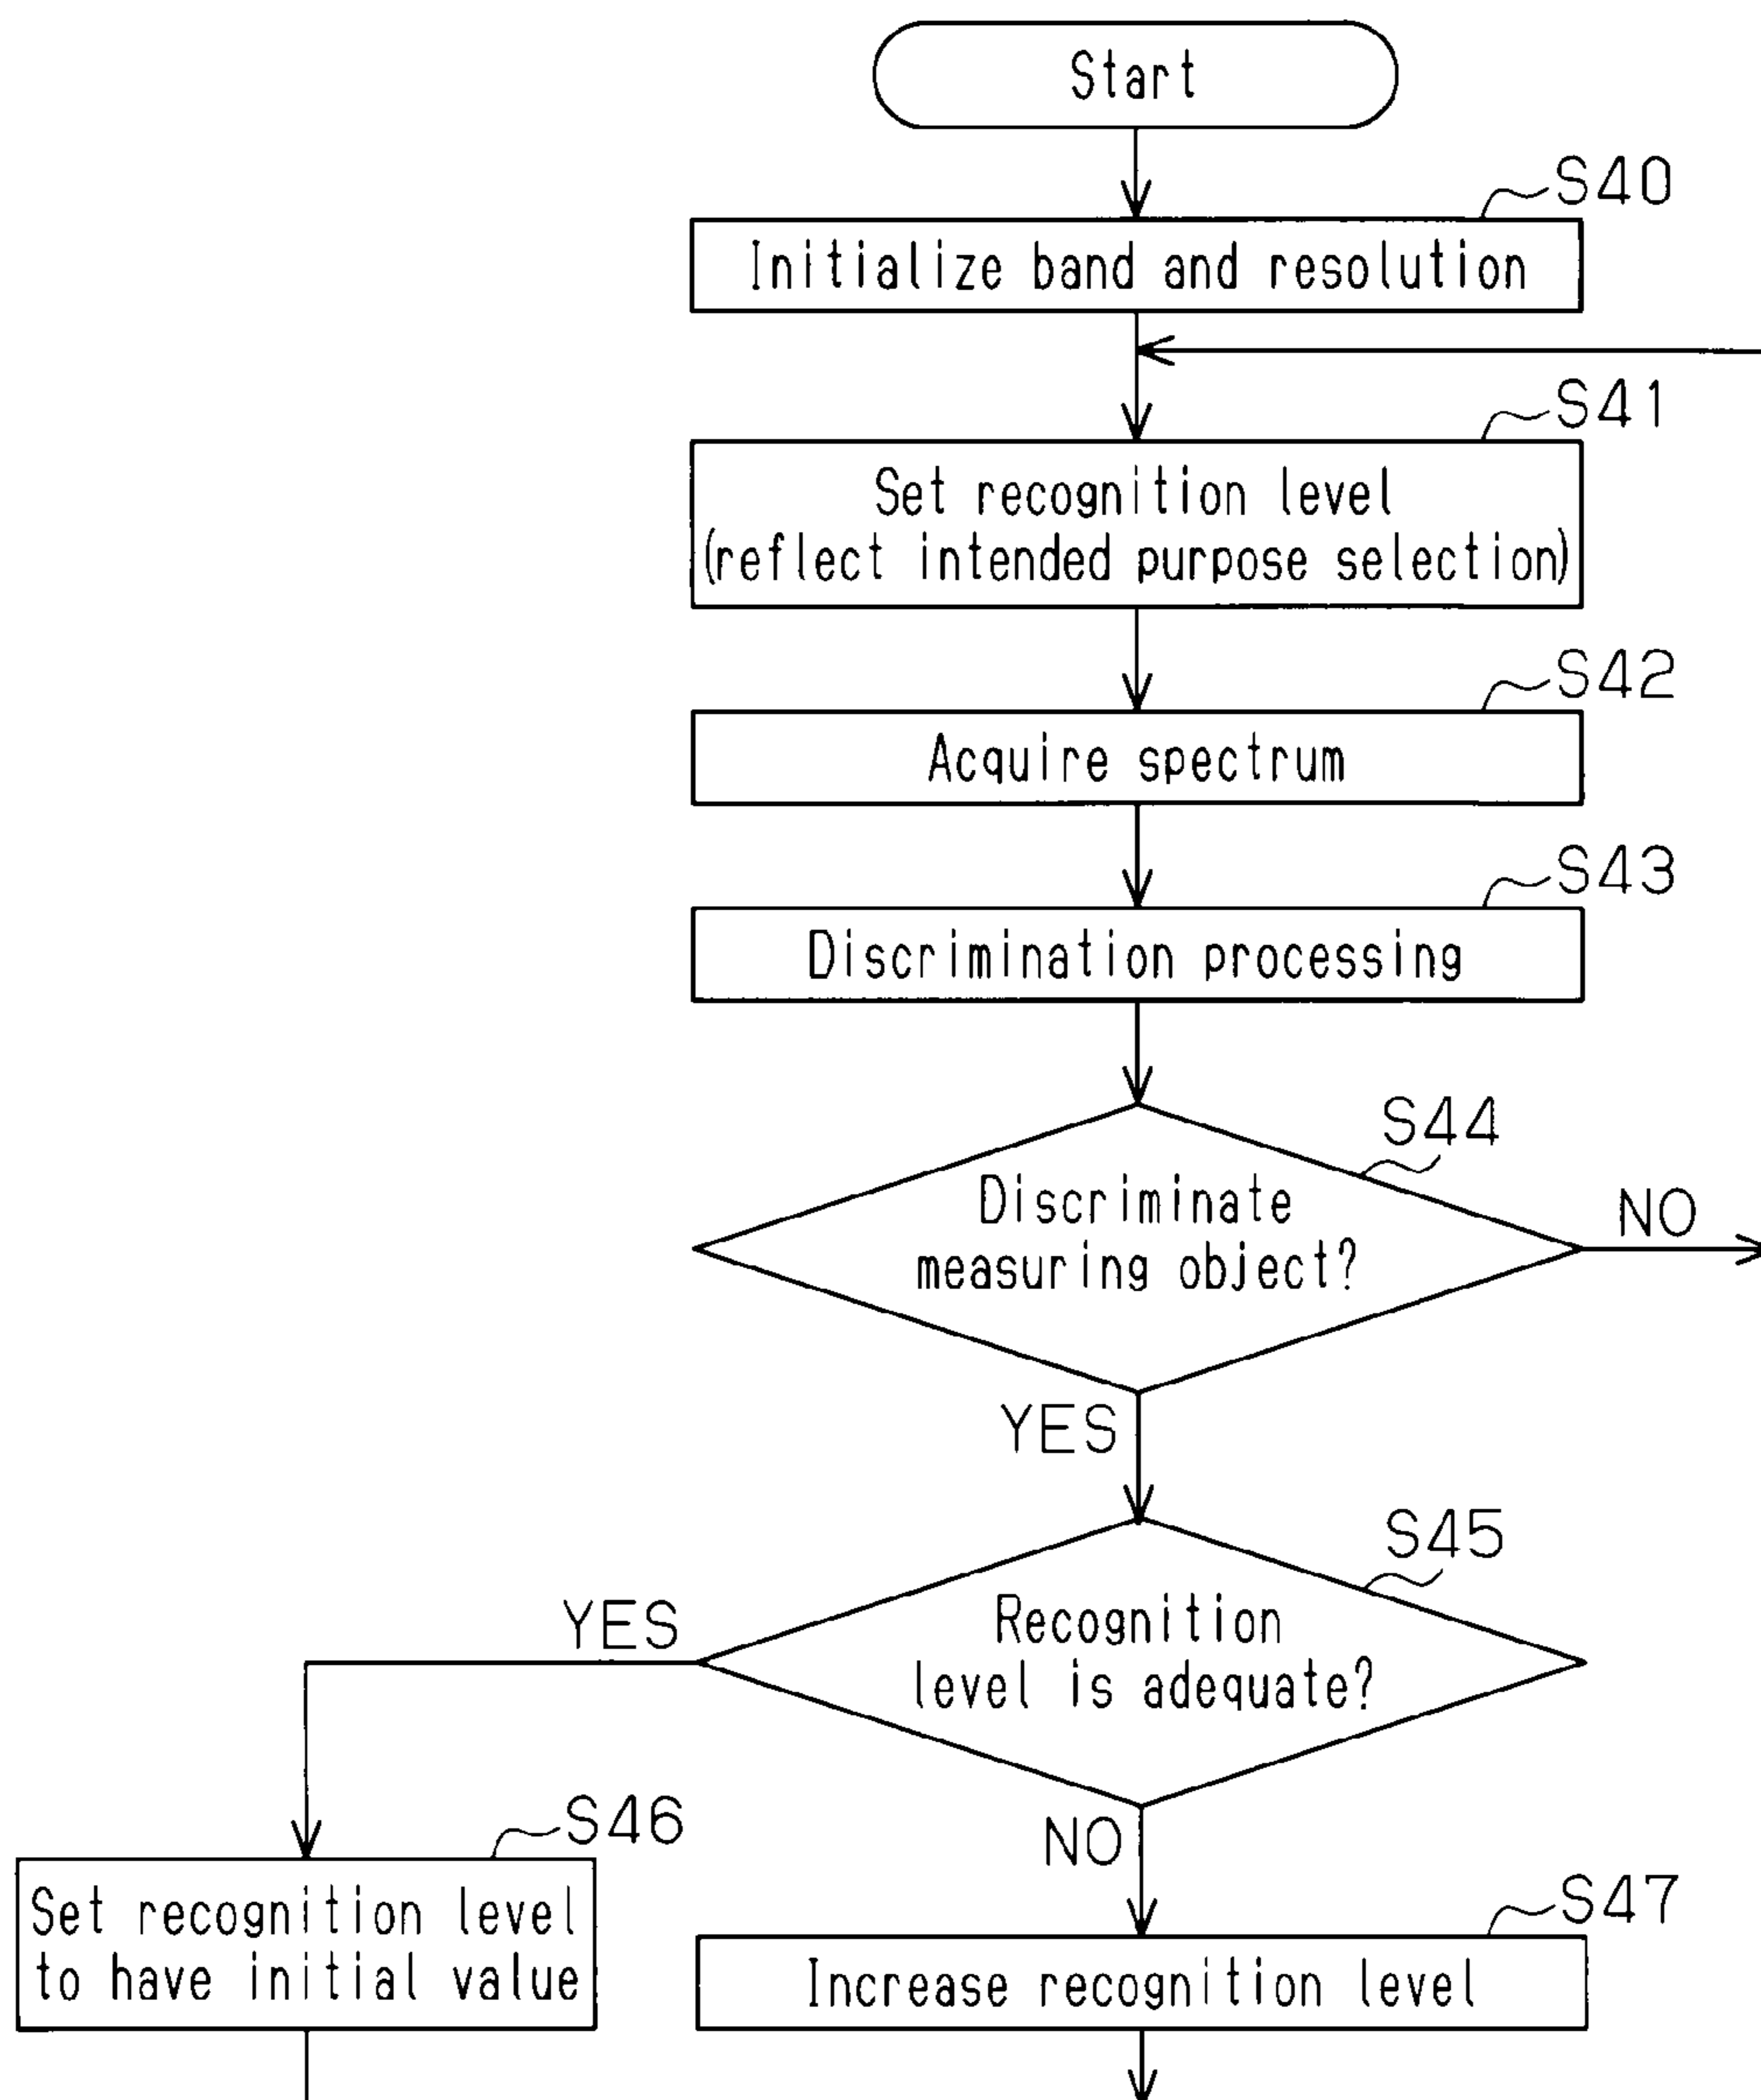 Start
S40
Initialize band and resolution
S41
Set recognition level
(reflect intended purpose selection)
S42
Acquire spectrum
S43
Discrimination processing
S44
Discriminate
measuring object?
NO
YES
S45
Recognition
level is adequate?
YES
NO
S46
Set recognition level
to have initial value
S47
Increase recognition level